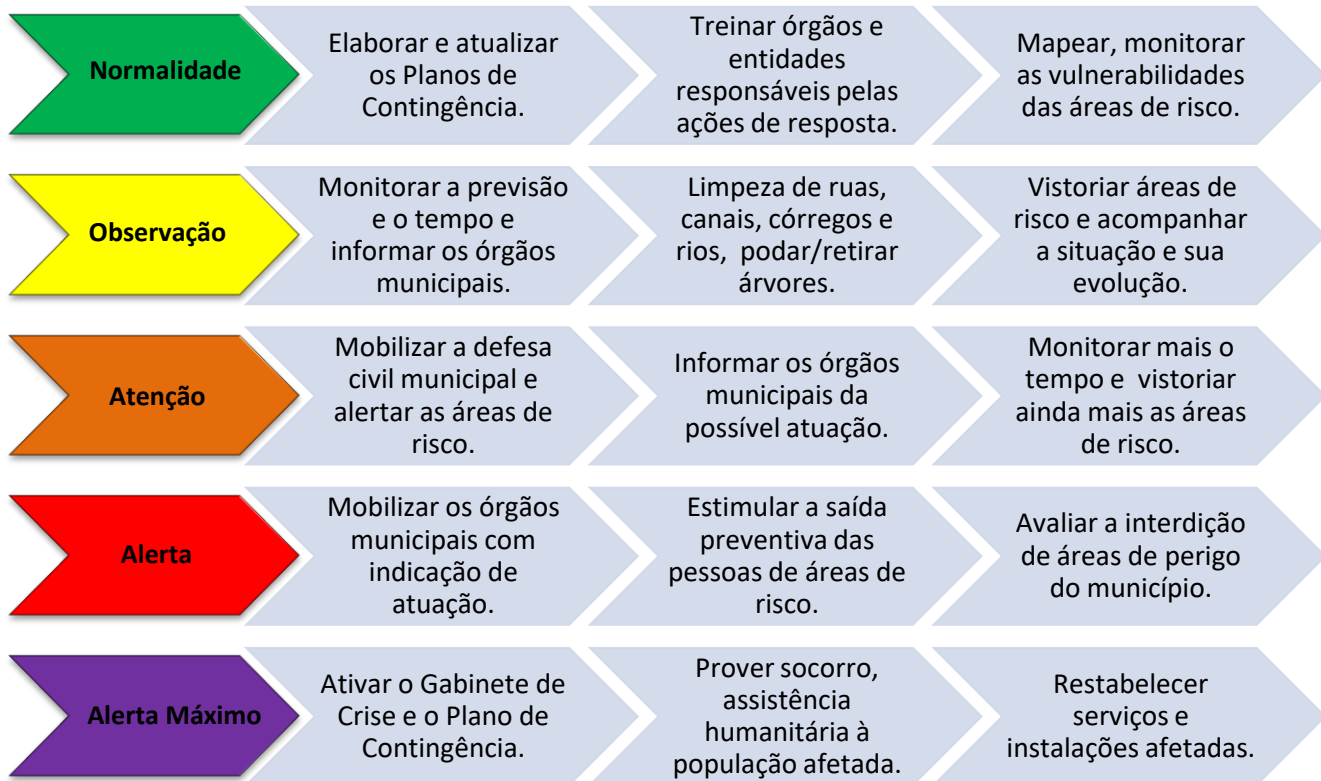 Normalidade
Elaborar e atualizar
os Planos de
Contingência.
Treinar órgãos e
entidades
responsáveis pelas
ações de resposta.
Mapear, monitorar
as vulnerabilidades
das áreas de risco.
Observação
Monitorar a previsão
e o tempo e
informar os órgãos
municipais.
Limpeza de ruas,
canais, córregos e
rios, podar/retirar
árvores.
Vistoriar áreas de
risco e acompanhar
a situação e sua
evolução.
Atenção
Mobilizar a defesa
civil municipal e
alertar as áreas de
risco.
Informar os órgãos
municipais da
possível atuação.
Monitorar mais o
tempo e vistoriar
ainda mais as áreas
de risco.
Alerta
Mobilizar os órgãos
municipais com
indicação de
atuação.
Estimular a saída
preventiva das
pessoas de áreas de
risco.
Avaliar a interdição
de áreas de perigo
do município.
Alerta Máximo
Ativar o Gabinete de
Crise e o Plano de
Contingência.
Prover socorro,
assistência
humanitária à
população afetada.
Restabelecer
serviços e
instalações afetadas.